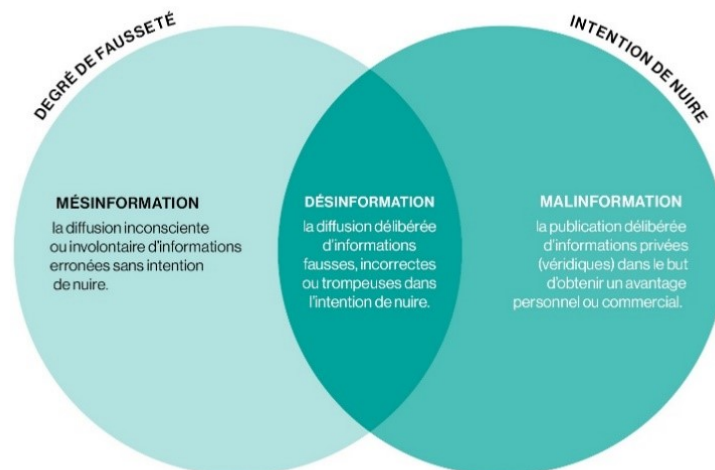 DEGRÉ DE FAUSSETÉ
INTENTION DE NUIRE
MÉSINFORMATION
la diffusion inconsciente
ou involontaire d'informations
erronées sans intention
de nuire.
DÉSINFORMATION
la diffusion délibérée
d'informations
fausses, incorrectes
ou trompeuses dans
l'intention de nuire.
MALINFORMATION
la publication délibérée
d'informations privées
(véridiques) dans le but
d'obtenir un avantage
personnel ou commercial.